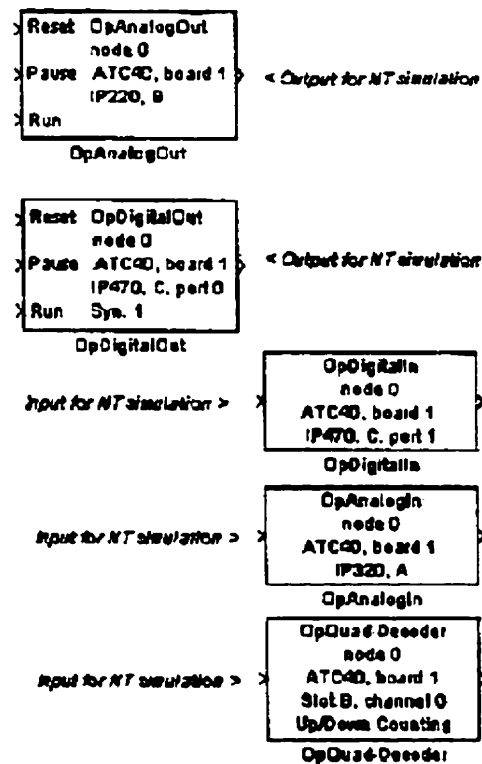 Reset OpAnalogOut
node 0
Pause ATC40, board 1
IP220, B
Run
< Output for NT simulation
OpAnalogOut
Reset OpDigitalOut
node 0
Pause ATC40, board 1
IP470, C, port 0
Run Syn. 1
< Output for NT simulation
OpDigitalOut
Input for NT simulation >
OpDigitalIn
node 0
ATC40, board 1
IP470, C, port 1
OpDigitalIn
Input for NT simulation >
OpAnalogIn
node 0
ATC40, board 1
IP320, A
OpAnalogIn
Input for NT simulation >
OpQuad-Decoder
node 0
ATC40, board 1
Slot B, channel 0
Up/Down Counting
OpQuad-Decoder